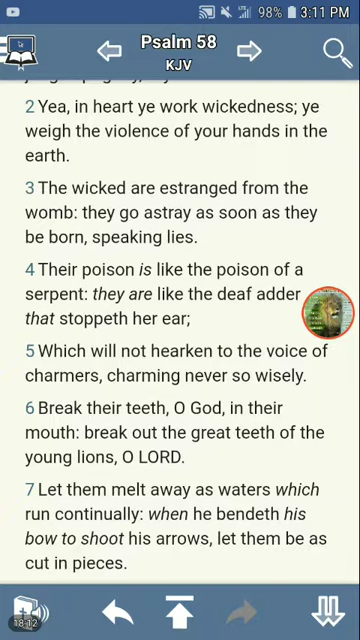 98% 3:11 PM
Psalm 58
KJV
2 Yea, in heart ye work wickedness; ye
weigh the violence of your hands in the
earth.
3 The wicked are estranged from the
womb: they go astray as soon as they
be born, speaking lies.
4 Their poison is like the poison of a
serpent: they are like the deaf adder
that stoppeth her ear;
5 Which will not hearken to the voice of
charmers, charming never so wisely.
6 Break their teeth, O God, in their
mouth: break out the great teeth of the
young lions, O LORD.
7 Let them melt away as waters which
run continually: when he bendeth his
bow to shoot his arrows, let them be as
cut in pieces.
18-12